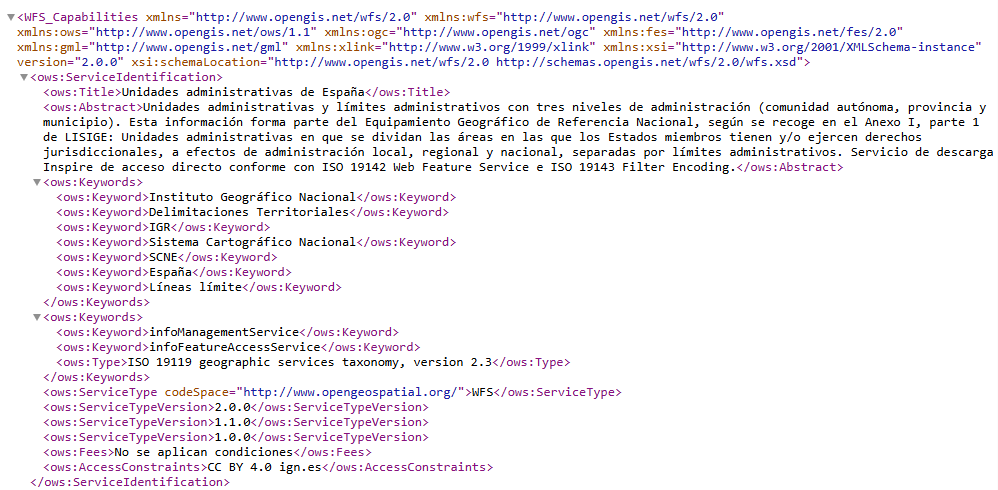 <WFS_Capabilities xmlns="http://www.opengis.net/wfs/2.0" xmlns:wfs="http://www.opengis.net/wfs/2.0"
xmlns:ows="http://www.opengis.net/ows/1.1" xmlns:ogc="http://www.opengis.net/ogc" xmlns:fes="http://www.opengis.net/fes/2.0"
xmlns:gml="http://www.opengis.net/gml" xmlns:xlink="http://www.w3.org/1999/xlink" xmlns:xsi="http://www.w3.org/2001/XMLSchema-instance"
version="2.0.0" xsi:schemaLocation="http://www.opengis.net/wfs/2.0 http://schemas.opengis.net/wfs/2.0/wfs.xsd">
<ows:ServiceIdentification>
<ows:Title>Unidades administrativas de España</ows:Title>
<ows:Abstract>Unidades administrativas y límites administrativos con tres niveles de administración (comunidad autónoma, provincia y
municipio). Esta información forma parte del Equipamiento Geográfico de Referencia Nacional, según se recoge en el Anexo I, parte 1
de LISIGE: Unidades administrativas en que se dividan las áreas en las que los Estados miembros tienen y/o ejercen derechos
jurisdiccionales, a efectos de administración local, regional y nacional, separadas por límites administrativos. Servicio de descarga
Inspire de acceso directo conforme con ISO 19142 Web Feature Service e ISO 19143 Filter Encoding.</ows:Abstract>
<ows:Keywords>
<ows:Keyword>Instituto Geográfico Nacional</ows:Keyword>
<ows:Keyword>Delimitaciones Territoriales</ows:Keyword>
<ows:Keyword>IGR</ows:Keyword>
<ows:Keyword>Sistema Cartográfico Nacional</ows:Keyword>
<ows:Keyword>SCNE</ows:Keyword>
<ows:Keyword>España</ows:Keyword>
<ows:Keyword>Líneas límite</ows:Keyword>
</ows:Keywords>
<ows:Keywords>
<ows:Keyword>infoManagementService</ows:Keyword>
<ows:Keyword>infoFeatureAccessService</ows:Keyword>
<ows:Type>ISO 19119 geographic services taxonomy, version 2.3</ows:Type>
</ows:Keywords>
<ows:ServiceType codeSpace="http://www.opengeospatial.org/">WFS</ows:ServiceType>
<ows:ServiceTypeVersion>2.0.0</ows:ServiceTypeVersion>
<ows:ServiceTypeVersion>1.1.0</ows:ServiceTypeVersion>
<ows:ServiceTypeVersion>1.0.0</ows:ServiceTypeVersion>
<ows:Fees>No se aplican condiciones</ows:Fees>
<ows:AccessConstraints>CC BY 4.0 ign.es</ows:AccessConstraints>
</ows:ServiceIdentification>